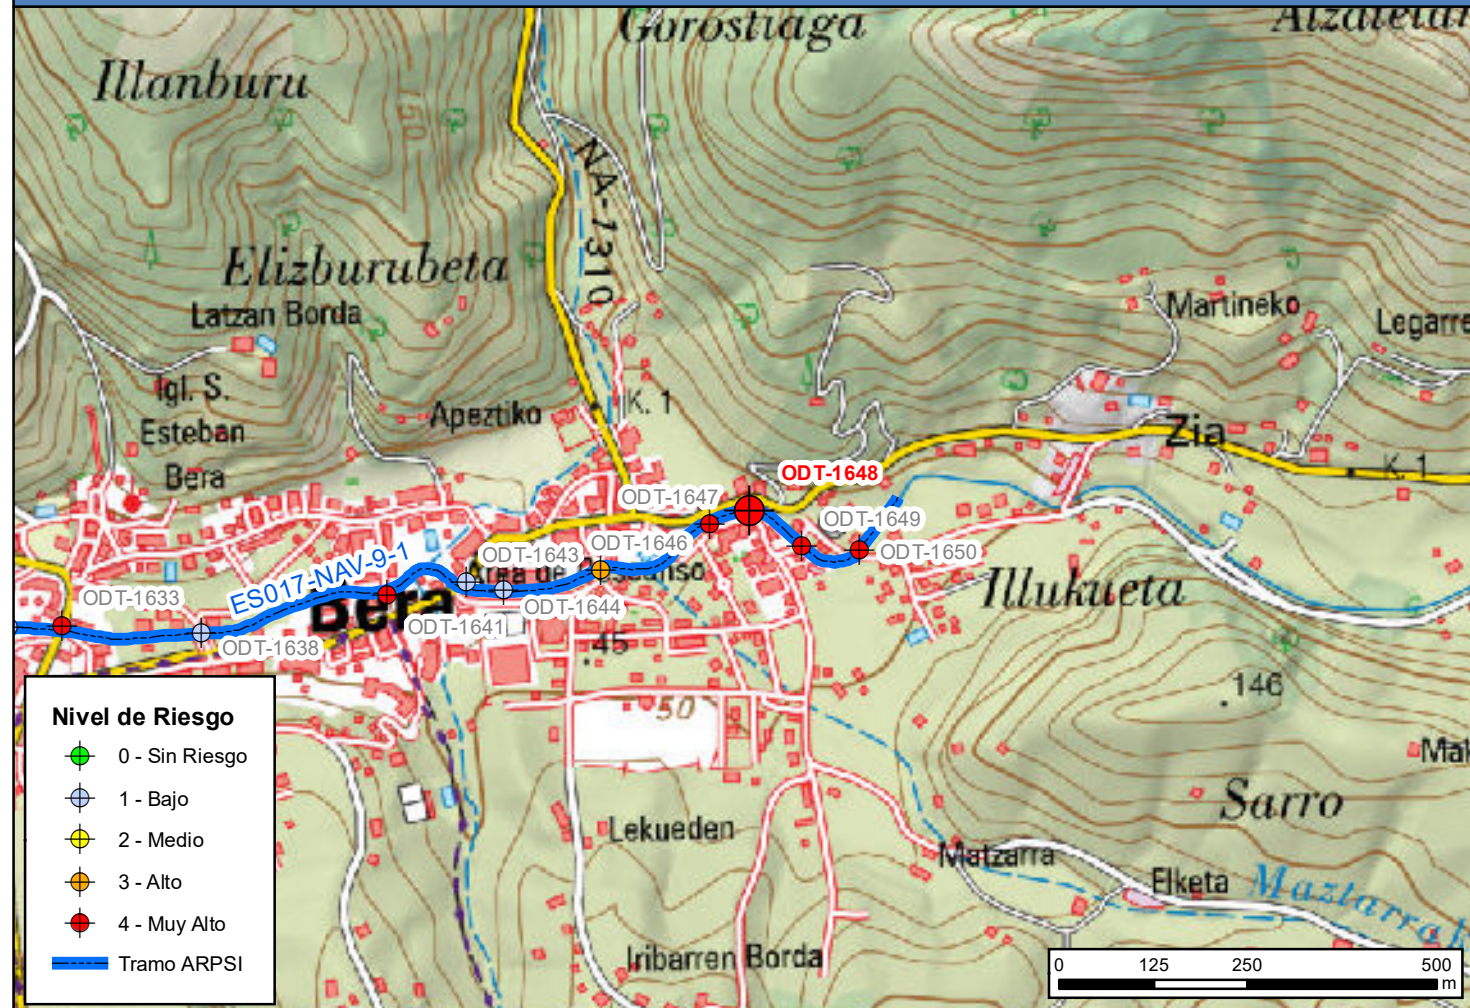 Gorostiaga
Illanburu
NA-1310
Elizburubeta
Latzan Borda
Martineko
Igl. S.
Esteban
Bera
Apeztiko
K. 1
Zia
K. 1
ODT-1648
ODT-1647
ODT-1649
ODT-1646
ODT-1643
ODT-1650
ES017-NAV-9-1
Bera
ODT-1633
ODT-1644
ODT-1641
ODT-1638
Illukueta
45
146
50
Sarro
Lekueden
Matzarra
Elketa
Iribarren Borda
Nivel de Riesgo
0 - Sin Riesgo
1 - Bajo
2 - Medio
3 - Alto
4 - Muy Alto
Tramo ARPSI
0 125 250 500
m